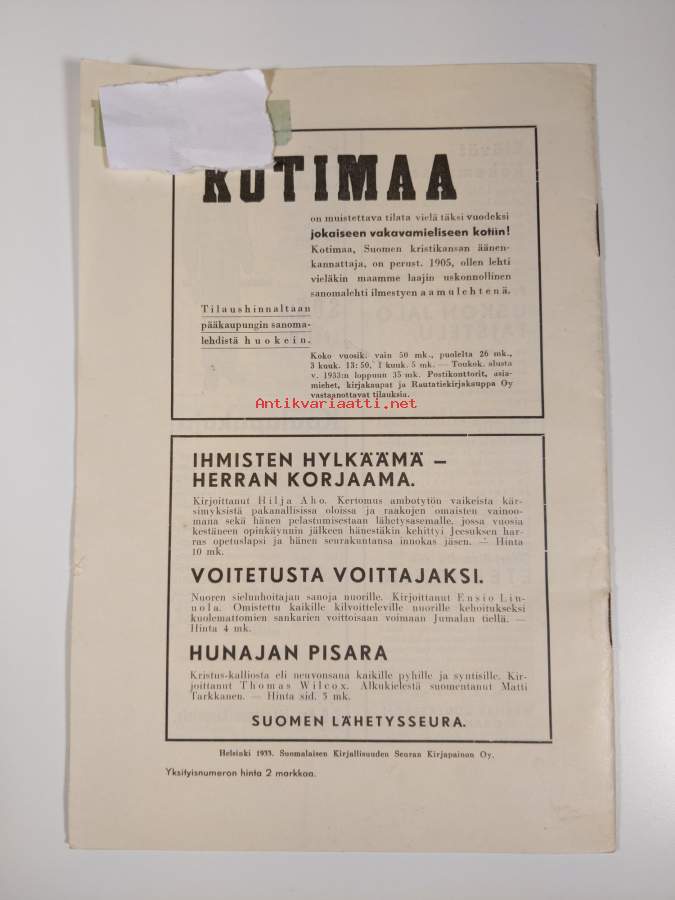 KOTIMAA
on muistettava tilata vielä täksi vuodeksi
jokaiseen vakavamieliseen kotiin!
Kotimaa, Suomen kristikansan äänen-
kannattaja, on perust. 1905, ollen lehti
vieläkin maamme laajin uskonnollinen
sanomalehti ilmestyen aamulehtenä.
Tilaushinnaltaan
pääkaupungin sanoma-
lehdistä huokein.
Koko vuosik. vain 50 mk., puolelta 26 mk.,
3 kuuk. 13:50, 1 kuuk. 5 mk. — Toukok. alusta
v. 1933:n loppuun 35 mk. Postikonttorit, asia-
miehet, kirjakaupat ja Rautatiekirjakauppa Oy
vastaanottavat tilauksia.
Antikvariaatti.net
IHMISTEN HYLKÄÄMÄ –
HERRAN KORJAAMA.
Kirjoittanut Hilja Aho. Kertomus ambotytön vaikeista kär-
simyksistä pakanallisissa oloissa ja raakojen omaisten vainoo-
mana sekä hänen pelastumisestaan lähetysasemalle, jossa vuosia
kestäneen opinkäynnin jälkeen hänestäkin kehittyi Jeesuksen har-
ras opetuslapsi ja hänen seurakuntansa innokas jäsen. — Hinta
10 mk.
VOITETUSTA VOITTAJAKSI.
Nuoren sielunhoitajan sanoja nuorille. Kirjoittanut Ensio Liu-
nola. Omistettu kaikille kilvoitteleville nuorille kehoitukseksi
kuolemattomien sankarien voittoisaan voimaan Jumalan tiellä. —
Hinta 4 mk.
HUNAJAN PISARA
Kristus-kalliosta eli neuvonsana kaikille pyhille ja syntisille. Kir-
joittanut Thomas Wilcox. Alkukielestä suomentanut Matti
Tarkkanen. — Hinta sid. 5 mk.
SUOMEN LÄHETYSSEURA.
Helsinki 1933. Suomalaisen Kirjallisuuden Seuran Kirjapainon Oy.
Yksityisnumeron hinta 2 markkaa.